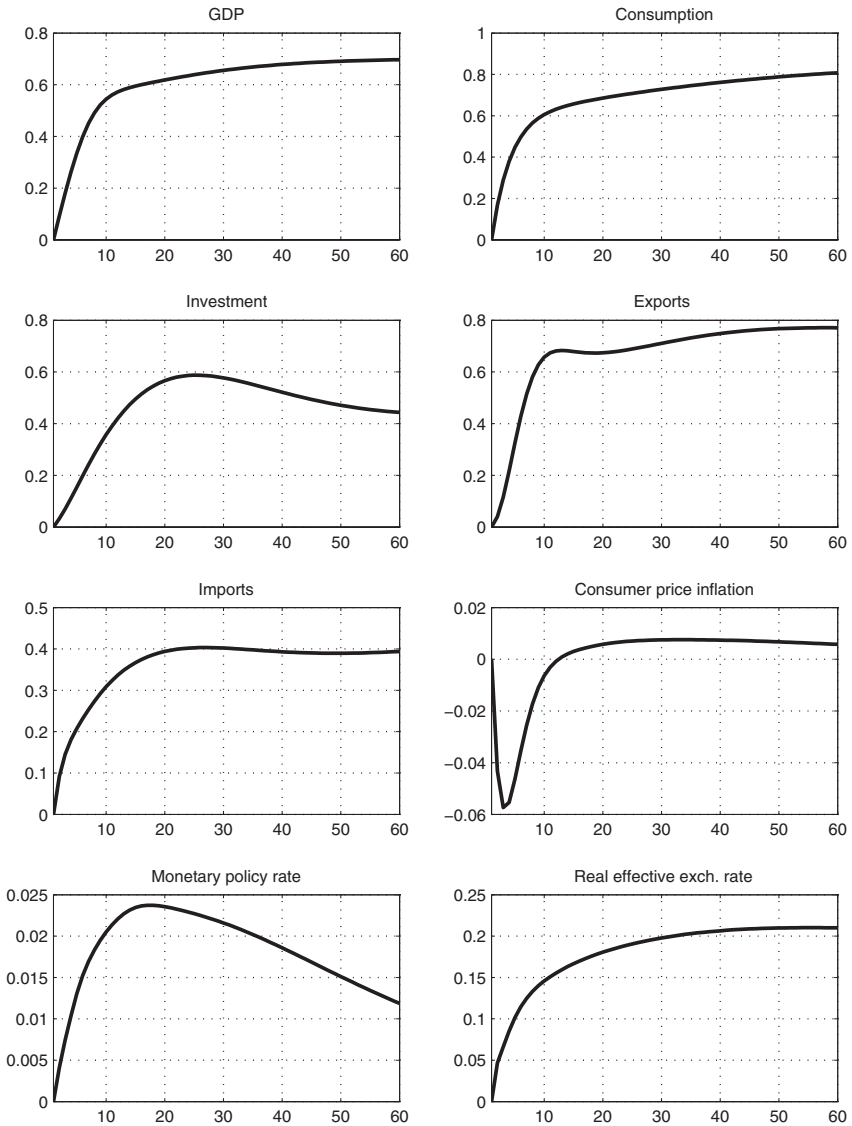 GDP
0.8
0.6
0.4
0.2
0
10 20 30 40 50 60
Consumption
1
0.8
0.6
0.4
0.2
0
10 20 30 40 50 60
Investment
0.8
0.6
0.4
0.2
0
10 20 30 40 50 60
Exports
0.8
0.6
0.4
0.2
0
10 20 30 40 50 60
Imports
0.5
0.4
0.3
0.2
0.1
0
10 20 30 40 50 60
Consumer price inflation
0.02
0
−0.02
−0.04
−0.06
10 20 30 40 50 60
Monetary policy rate
0.025
0.02
0.015
0.01
0.005
0
10 20 30 40 50 60
Real effective exch. rate
0.25
0.2
0.15
0.1
0.05
0
10 20 30 40 50 60